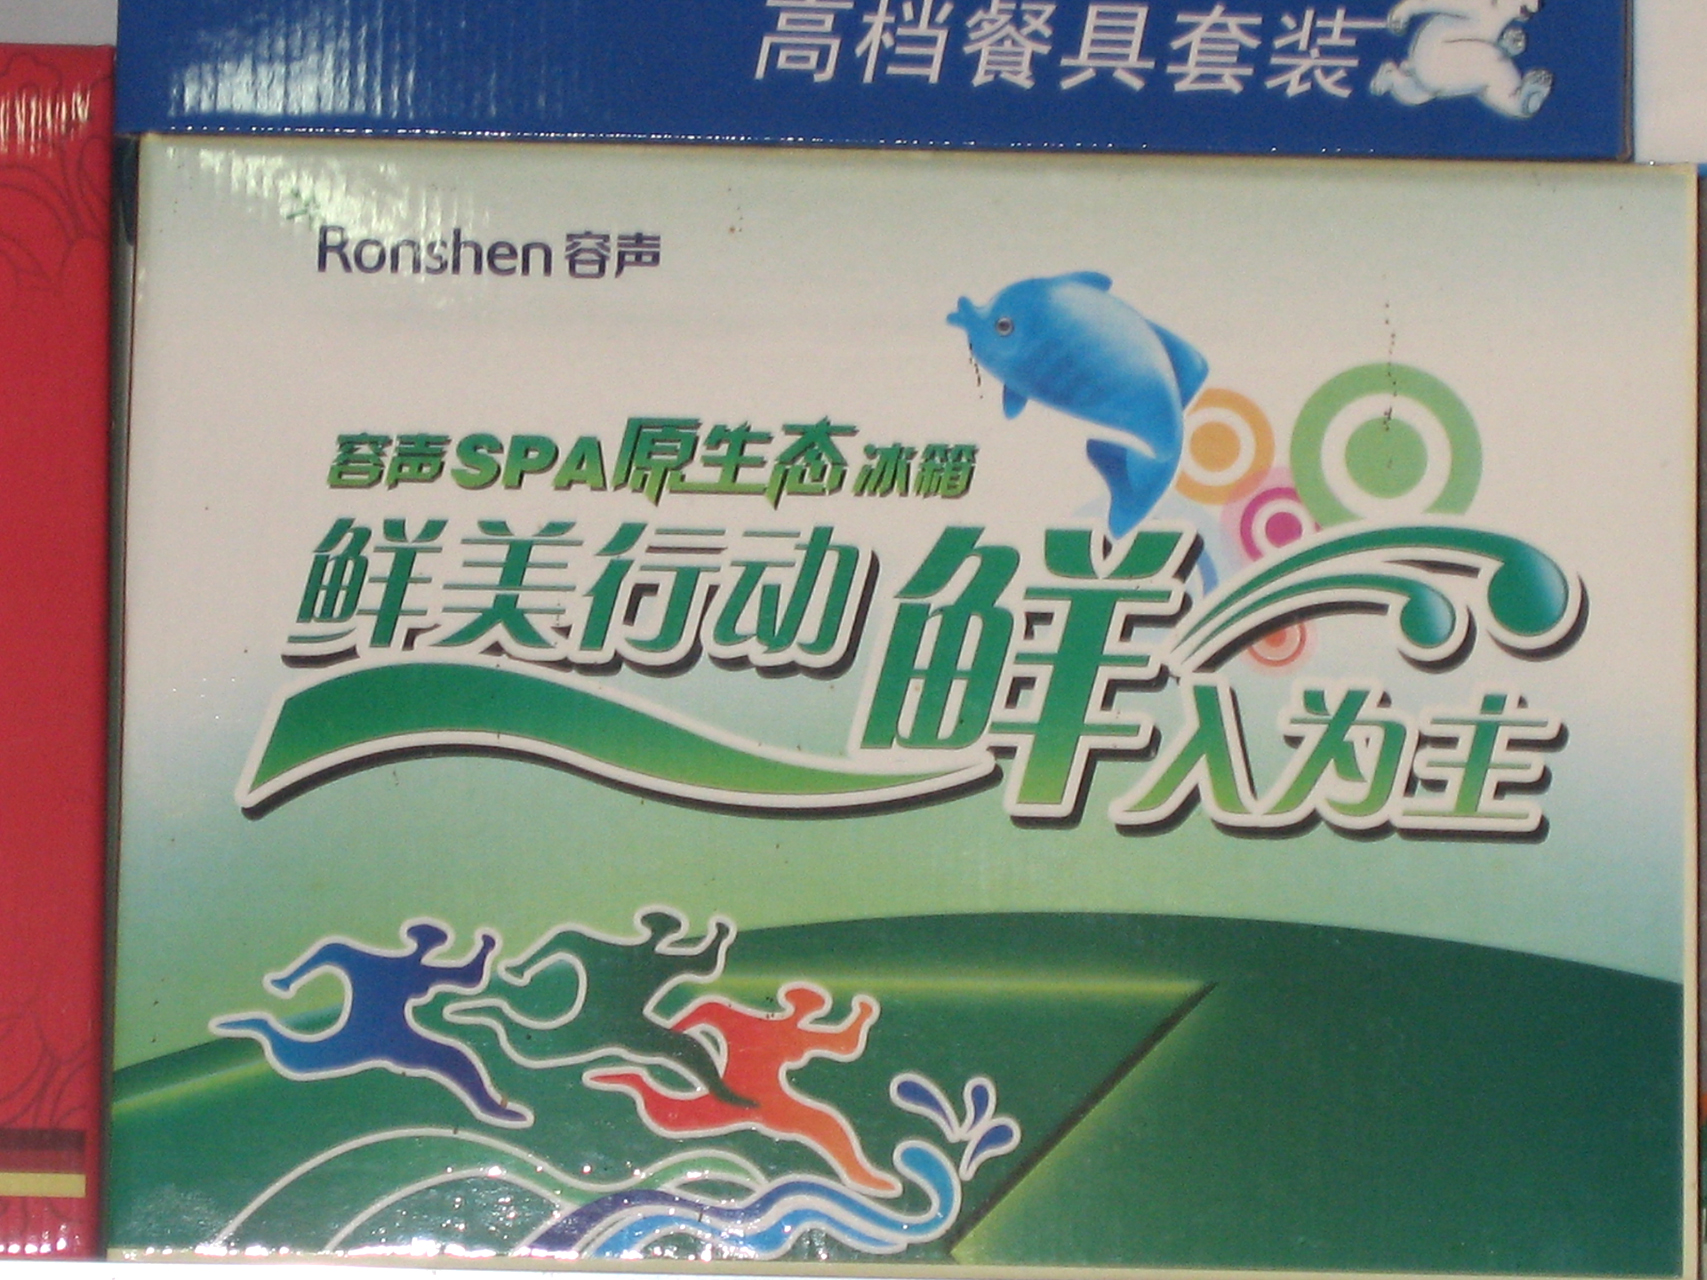 高档餐具套装
Ronshen 容声
容声SPA原生态冰箱
鲜美行动 鲜入为主